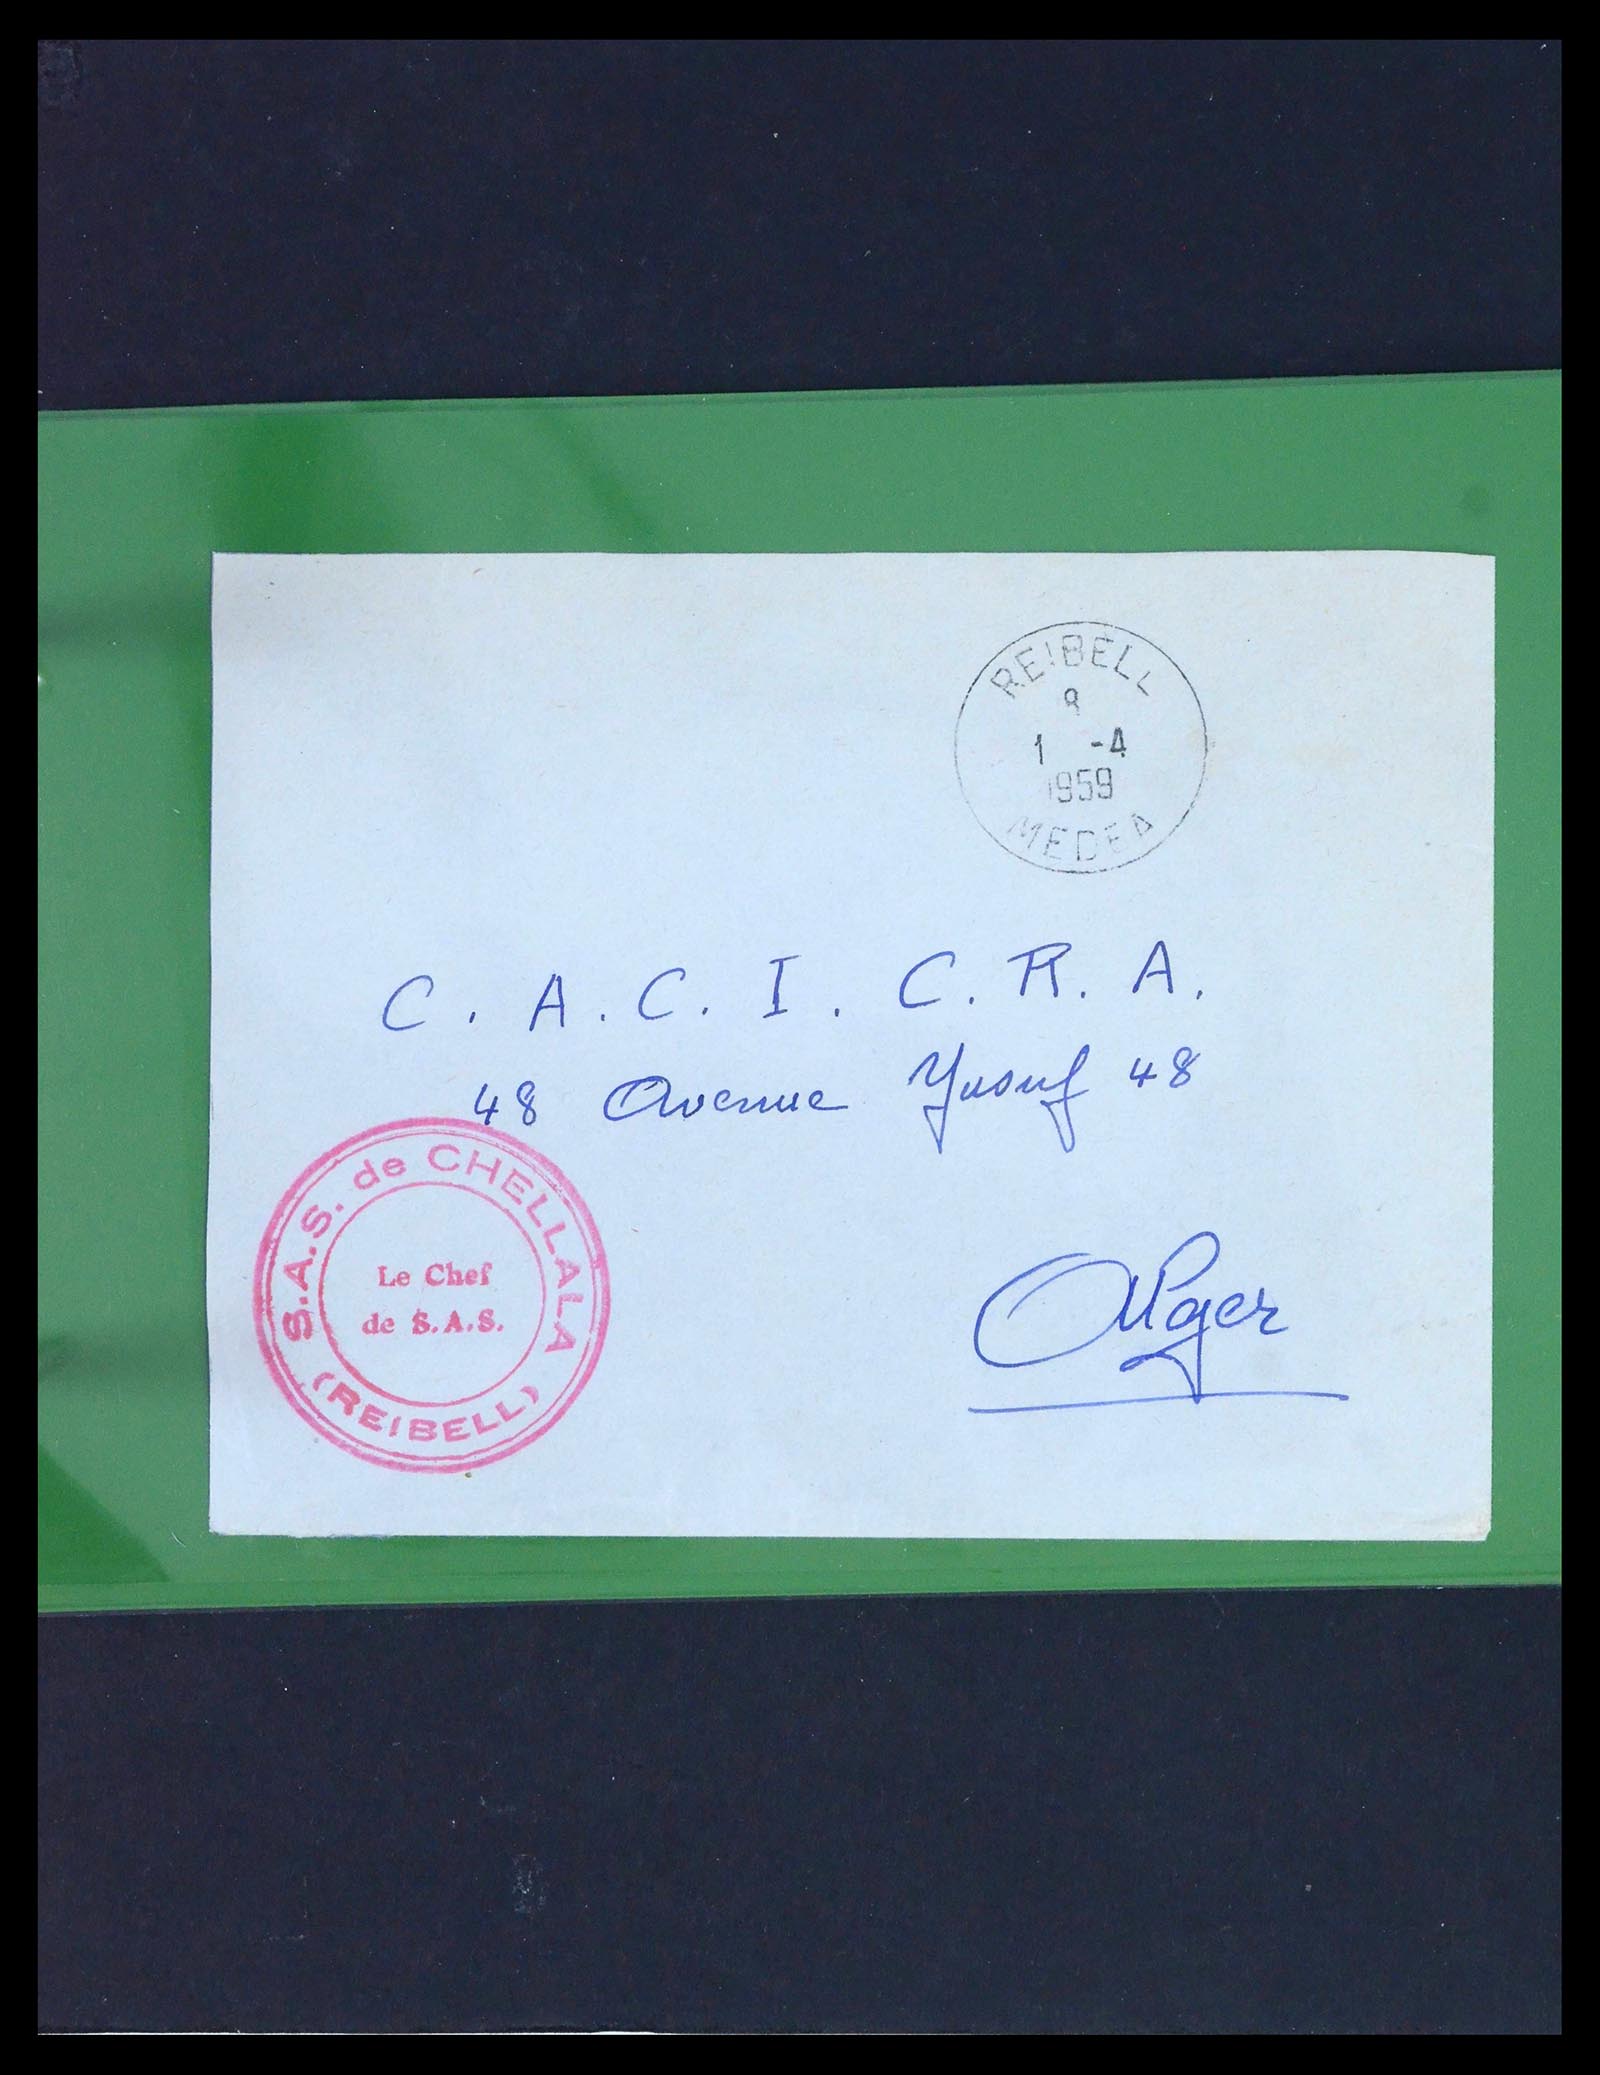 REIBELL
8
1 -4
1959
MEDEA
C. A. C. I. C. R. A.
48 Avenue Yusuf 48
Alger
S.A.S. de CHELLALA
Le Chef
de S.A.S.
(REIBELL)